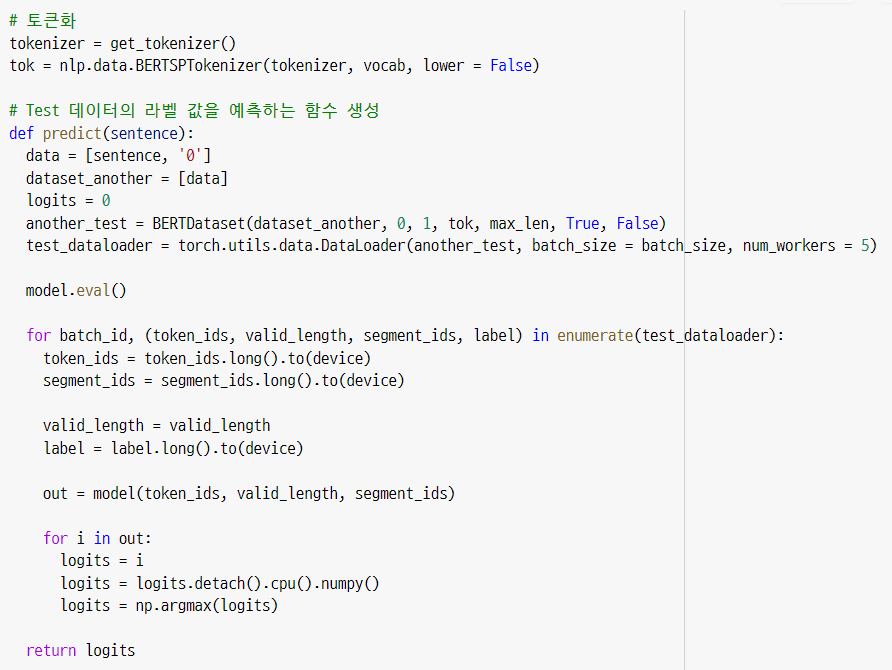 # 토큰화
tokenizer = get_tokenizer()
tok = nlp.data.BERTSPTokenizer(tokenizer, vocab, lower = False)
# Test 데이터의 라벨 값을 예측하는 함수 생성
def predict(sentence):
  data = [sentence, '0']
  dataset_another = [data]
  logits = 0
  another_test = BERTDataset(dataset_another, 0, 1, tok, max_len, True, False)
  test_dataloader = torch.utils.data.DataLoader(another_test, batch_size = batch_size, num_workers = 5)
  model.eval()
  for batch_id, (token_ids, valid_length, segment_ids, label) in enumerate(test_dataloader):
    token_ids = token_ids.long().to(device)
    segment_ids = segment_ids.long().to(device)
    valid_length = valid_length
    label = label.long().to(device)
    out = model(token_ids, valid_length, segment_ids)
    for i in out:
      logits = i
      logits = logits.detach().cpu().numpy()
      logits = np.argmax(logits)
  return logits